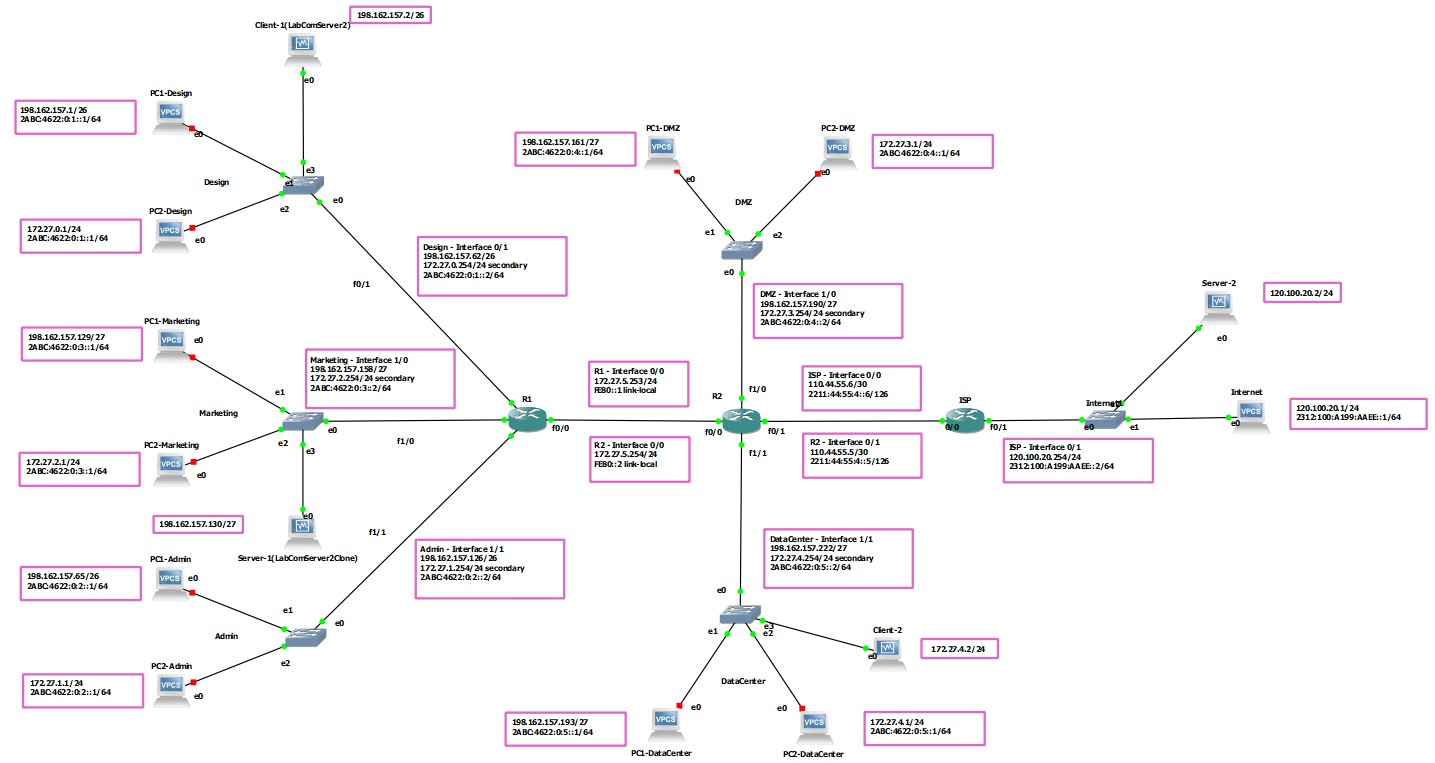 198.162.157.2/26
Client-1(LabComServer2)
e0
PC1-Design
198.162.157.1/26
2ABC:4622:0:1::1/64
VPCS
e0
e3
e1
Design
e2
e0
PC2-Design
172.27.0.1/24
2ABC:4622:0:1::1/64
VPCS
e0
Design - Interface 0/1
198.162.157.62/26
172.27.0.254/24 secondary
2ABC:4622:0:1::2/64
f0/1
PC1-Marketing
198.162.157.129/27
2ABC:4622:0:3::1/64
VPCS
e0
Marketing - Interface 1/0
198.162.157.158/27
172.27.2.254/24 secondary
2ABC:4622:0:3::2/64
e1
Marketing
e2
e3
e0
f1/0
PC2-Marketing
172.27.2.1/24
2ABC:4622:0:3::1/64
VPCS
e0
198.162.157.130/27
e0
Server-1(LabComServer2Clone)
PC1-Admin
198.162.157.65/26
2ABC:4622:0:2::1/64
VPCS
e0
f1/1
Admin - Interface 1/1
198.162.157.126/26
172.27.1.254/24 secondary
2ABC:4622:0:2::2/64
e1
Admin
e2
e0
PC2-Admin
172.27.1.1/24
2ABC:4622:0:2::1/64
VPCS
e0
R1
f0/0
R1 - Interface 0/0
172.27.5.253/24
FE80::1 link-local
R2 - Interface 0/0
172.27.5.254/24
FE80::2 link-local
PC1-DMZ
198.162.157.161/27
2ABC:4622:0:4::1/64
VPCS
e0
PC2-DMZ
172.27.3.1/24
2ABC:4622:0:4::1/64
VPCS
e0
DMZ
e1
e2
e0
DMZ - Interface 1/0
198.162.157.190/27
172.27.3.254/24 secondary
2ABC:4622:0:4::2/64
f1/0
R2
f0/0
f0/1
f1/1
ISP - Interface 0/0
110.44.55.6/30
2211:44:55:4::6/126
R2 - Interface 0/1
110.44.55.5/30
2211:44:55:4::5/126
ISP
0/0
f0/1
ISP - Interface 0/1
120.100.20.254/24
2312:100:A199:AAEE::2/64
Internet
e0
e1
Server-2
120.100.20.2/24
e0
Internet
VPCS
e0
120.100.20.1/24
2312:100:A199:AAEE::1/64
DataCenter - Interface 1/1
198.162.157.222/27
172.27.4.254/24 secondary
2ABC:4622:0:5::2/64
e0
e1
e3
e2
Client-2
e0
172.27.4.2/24
DataCenter
e0
198.162.157.193/27
2ABC:4622:0:5::1/64
VPCS
PC1-DataCenter
e0
VPCS
PC2-DataCenter
172.27.4.1/24
2ABC:4622:0:5::1/64